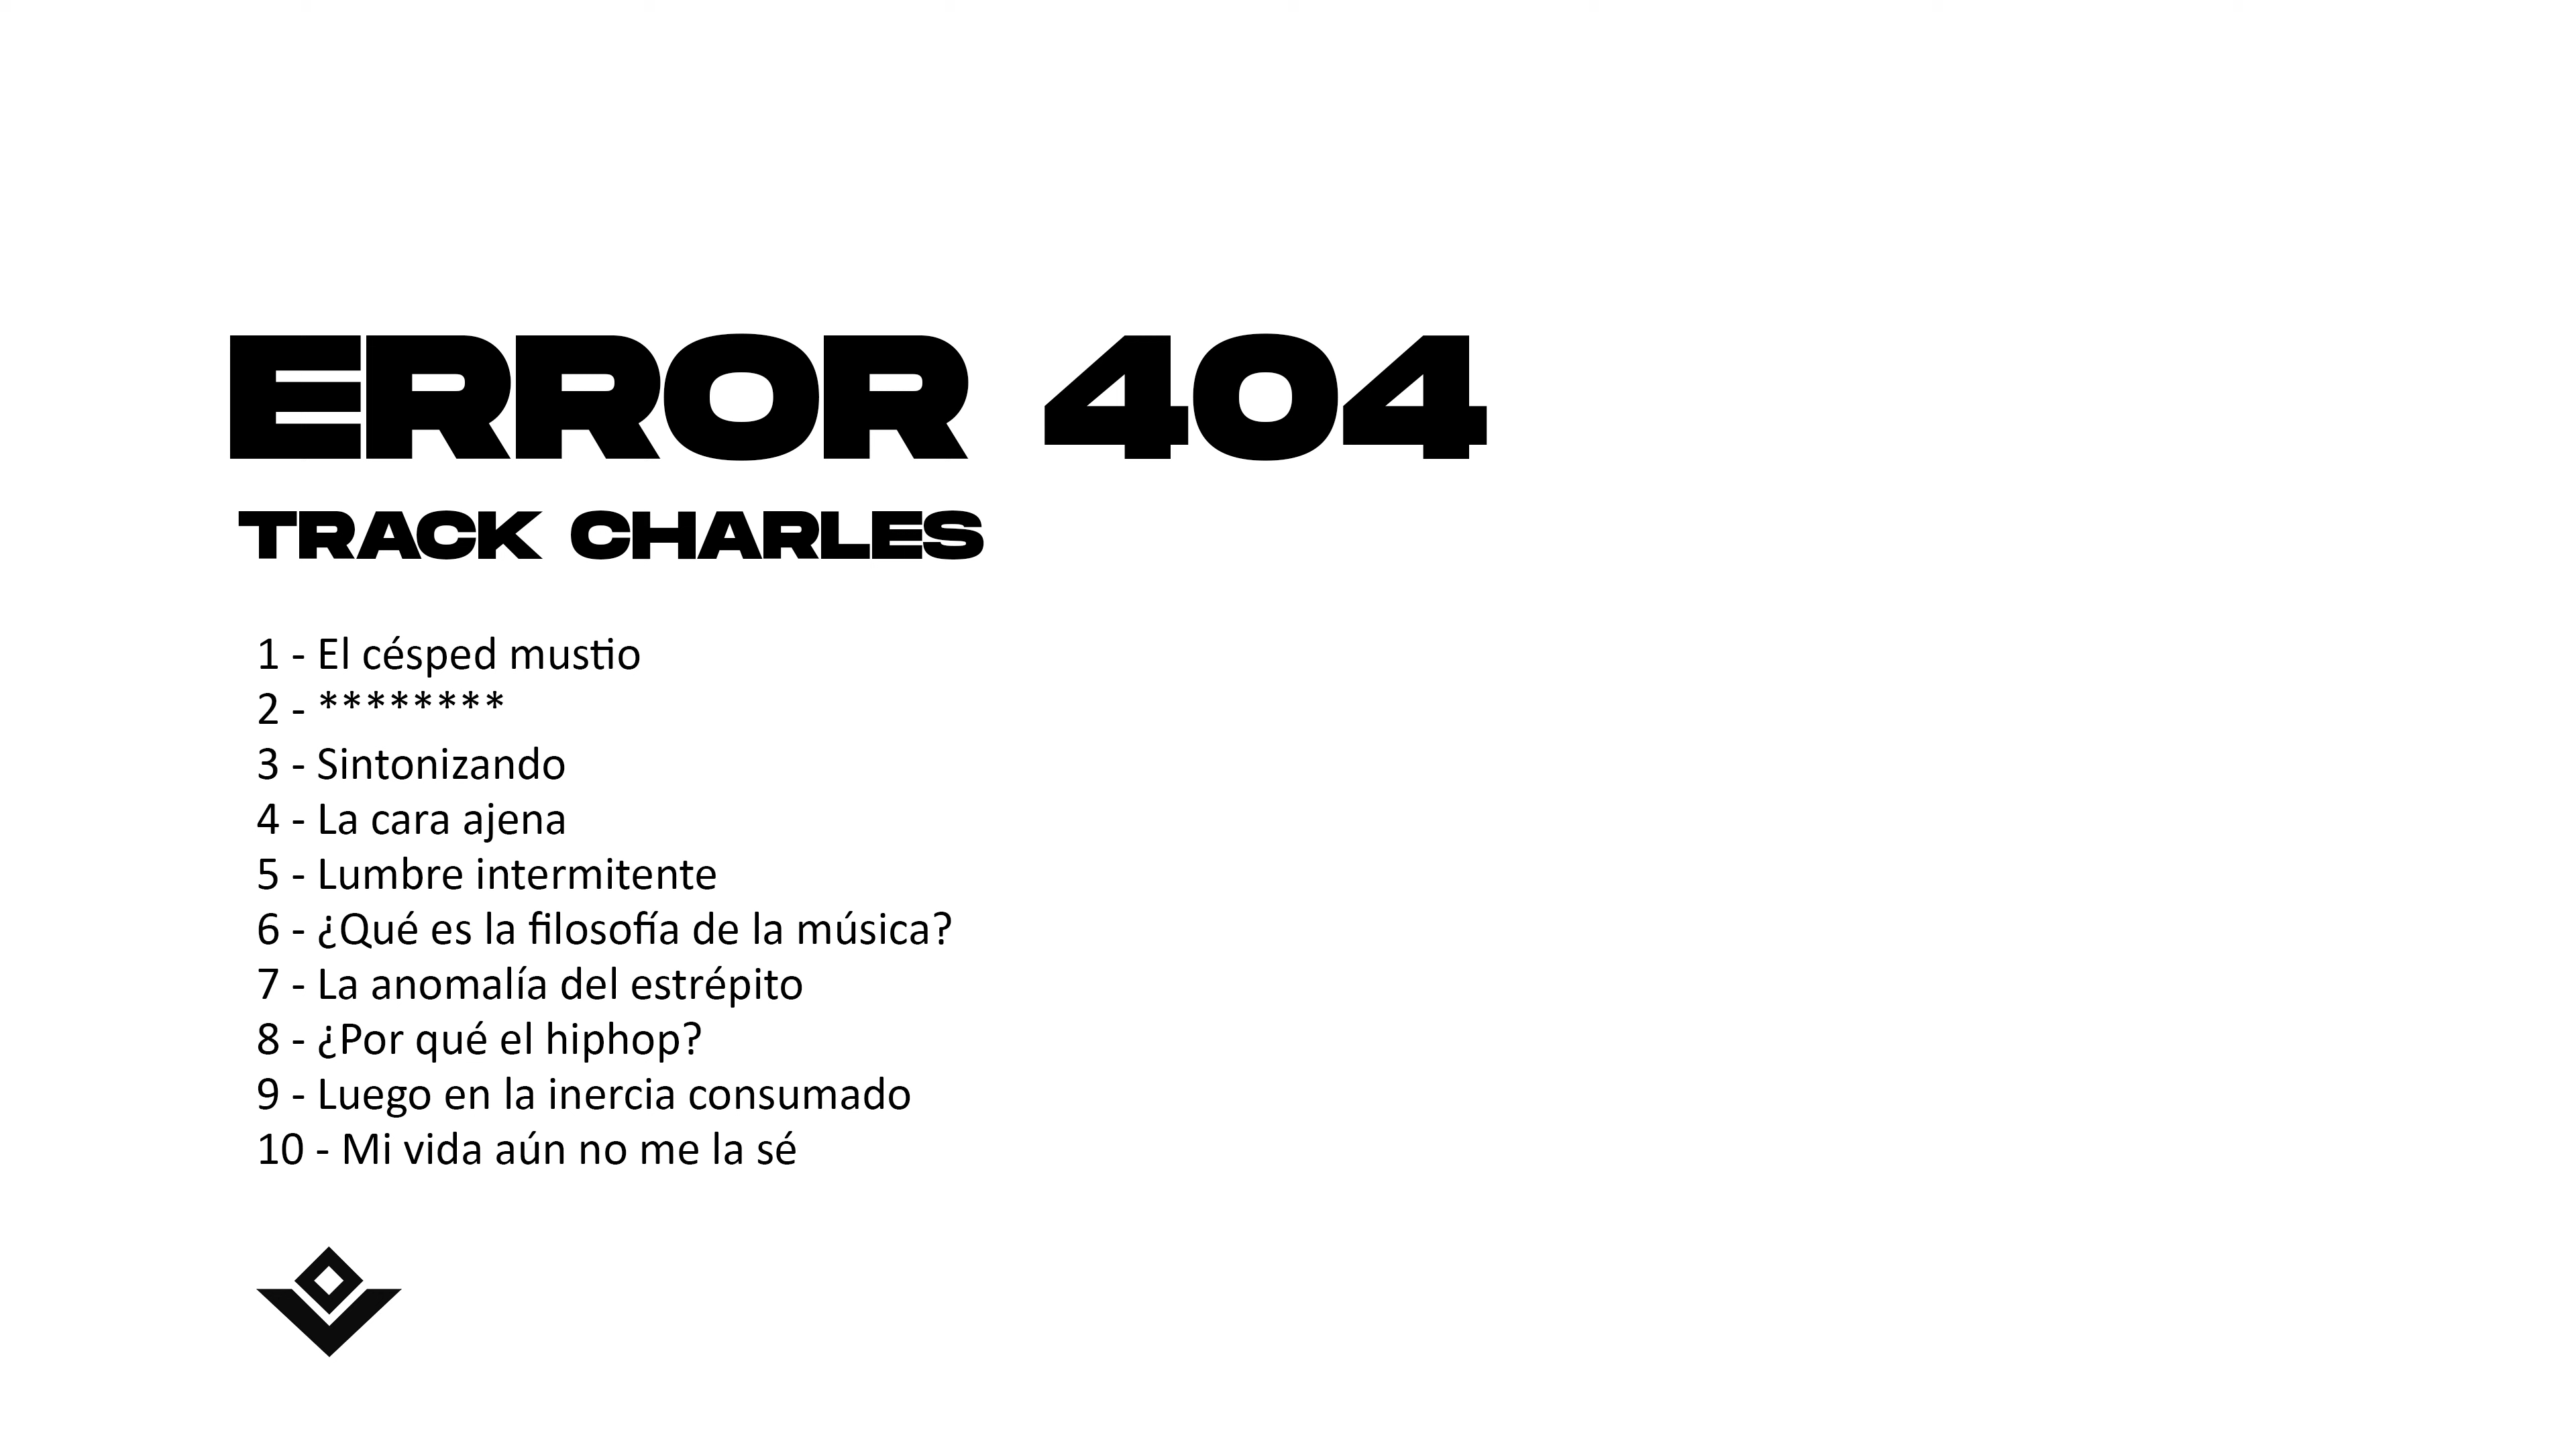 ERROR 404
TRACK CHARLES
1 - El césped mustio
2 - ********
3 - Sintonizando
4 - La cara ajena
5 - Lumbre intermitente
6 - ¿Qué es la filosofía de la música?
7 - La anomalía del estrépito
8 - ¿Por qué el hiphop?
9 - Luego en la inercia consumado
10 - Mi vida aún no me la sé